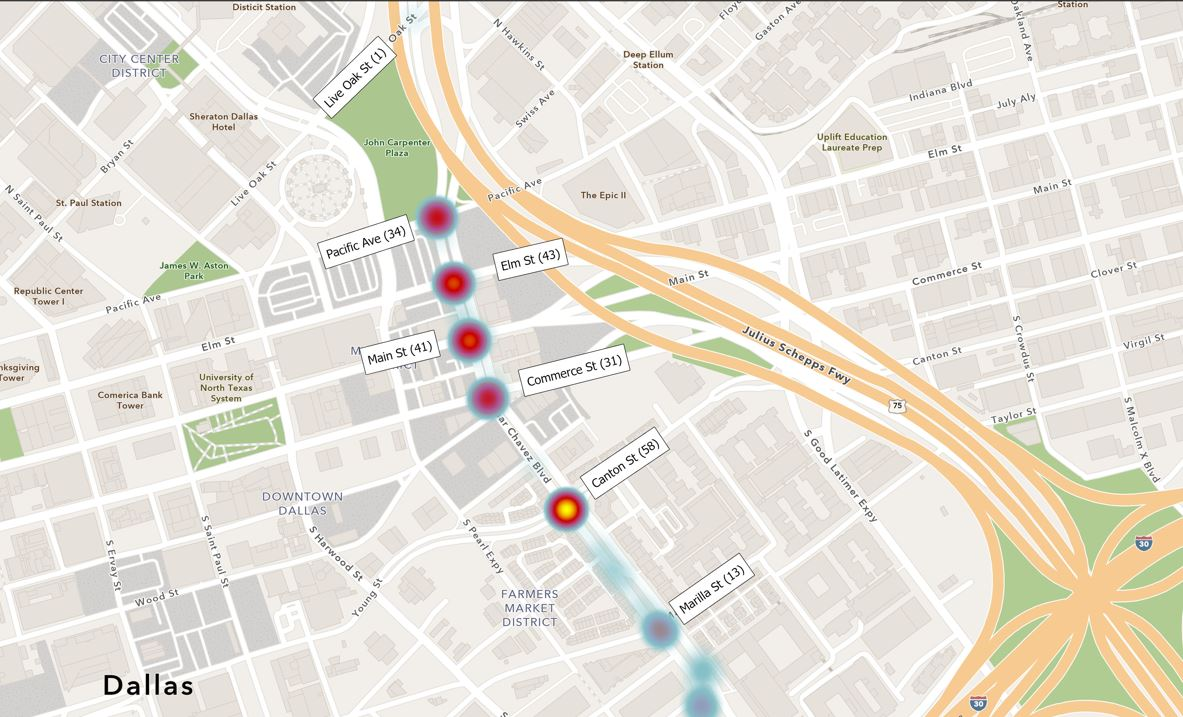 Disticit Station
Oak St
Floyd
Gaston Ave
Oakland Ave
Station
N Hawkins St
CITY CENTER
DISTRICT
Deep Ellum
Station
Live Oak St (1)
Indiana Blvd
July Aly
Swiss Ave
Sheraton Dallas
Hotel
Bryan St
John Carpenter
Plaza
Uplift Education
Laureate Prep
Elm St
Live Oak St
Pacific Ave
The Epic II
Main St
N Saint Paul St
St. Paul Station
Pacific Ave (34)
Elm St (43)
James W. Aston
Park
Main St
Commerce St
Clover St
Republic Center
Tower I
Pacific Ave
Elm St
Main St (41)
Julius Schepps Fwy
S Crowdus St
Virgil St
Canton St
Commerce St (31)
Tower
University of
North Texas
System
Comerica Bank
Tower
75
Taylor St
S Malcolm X Blvd
ar Chavez Blvd
Canton St (58)
S Good Latimer Expy
DOWNTOWN
DALLAS
S Pearl Expy
S Ervay St
S Saint Paul St
S Harwood St
30
Marilla St (13)
Young St
Wood St
FARMERS
MARKET
DISTRICT
Dallas
30